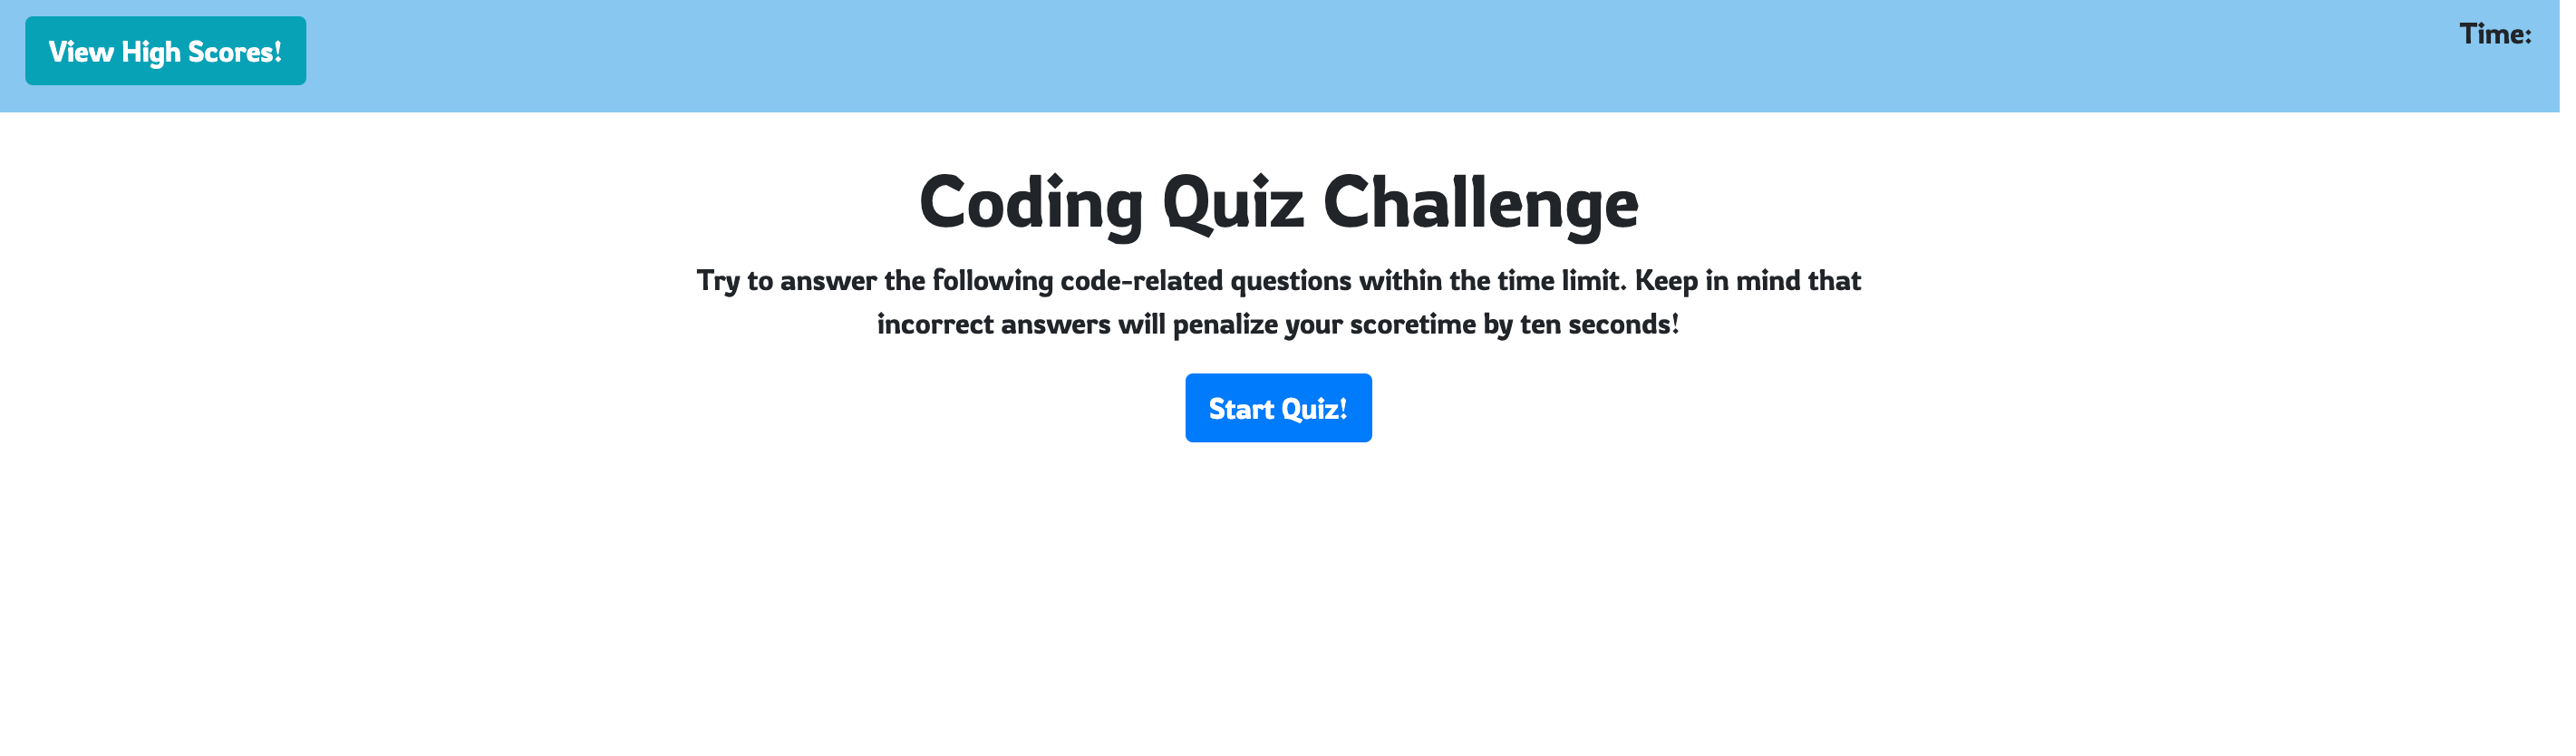 View High Scores!
Time:
Coding Quiz Challenge
Try to answer the following code-related questions within the time limit. Keep in mind that
incorrect answers will penalize your scoretime by ten seconds!
Start Quiz!